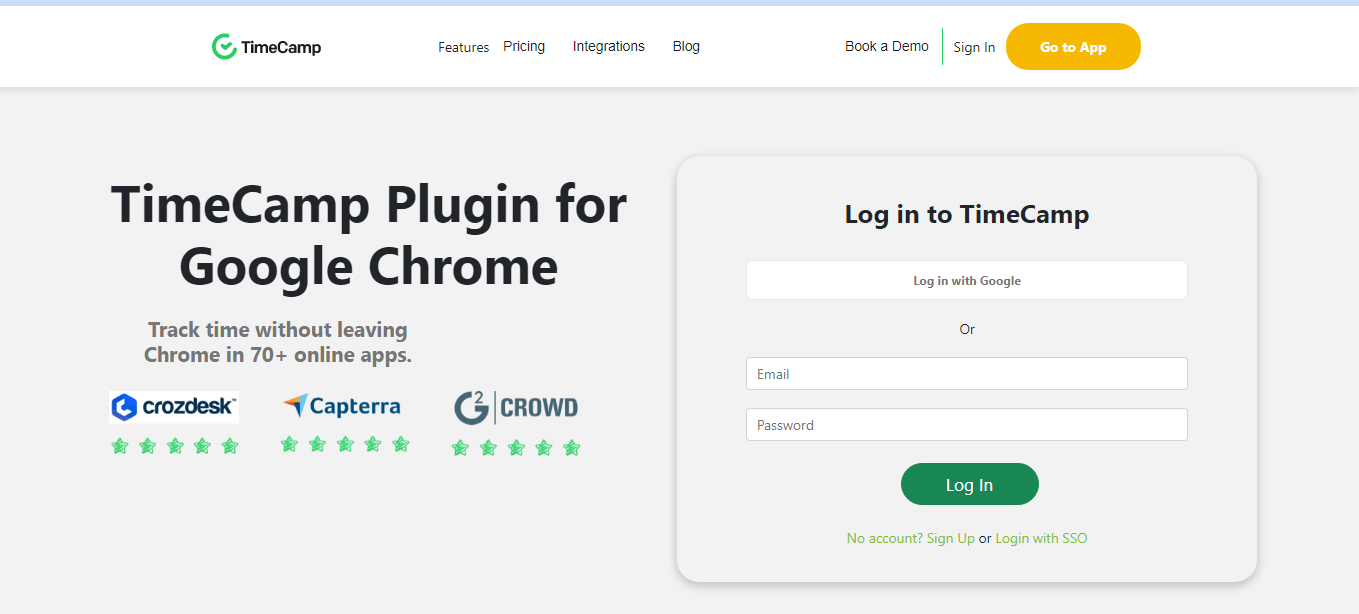 TimeCamp
Features Pricing Integrations Blog Book a Demo Sign In Go to App
TimeCamp Plugin for
Google Chrome
Track time without leaving
Chrome in 70+ online apps.
crozdesk™ Capterra G2 CROWD
Log in to TimeCamp
Log in with Google
Or
Email
Password
Log In
No account? Sign Up or Login with SSO